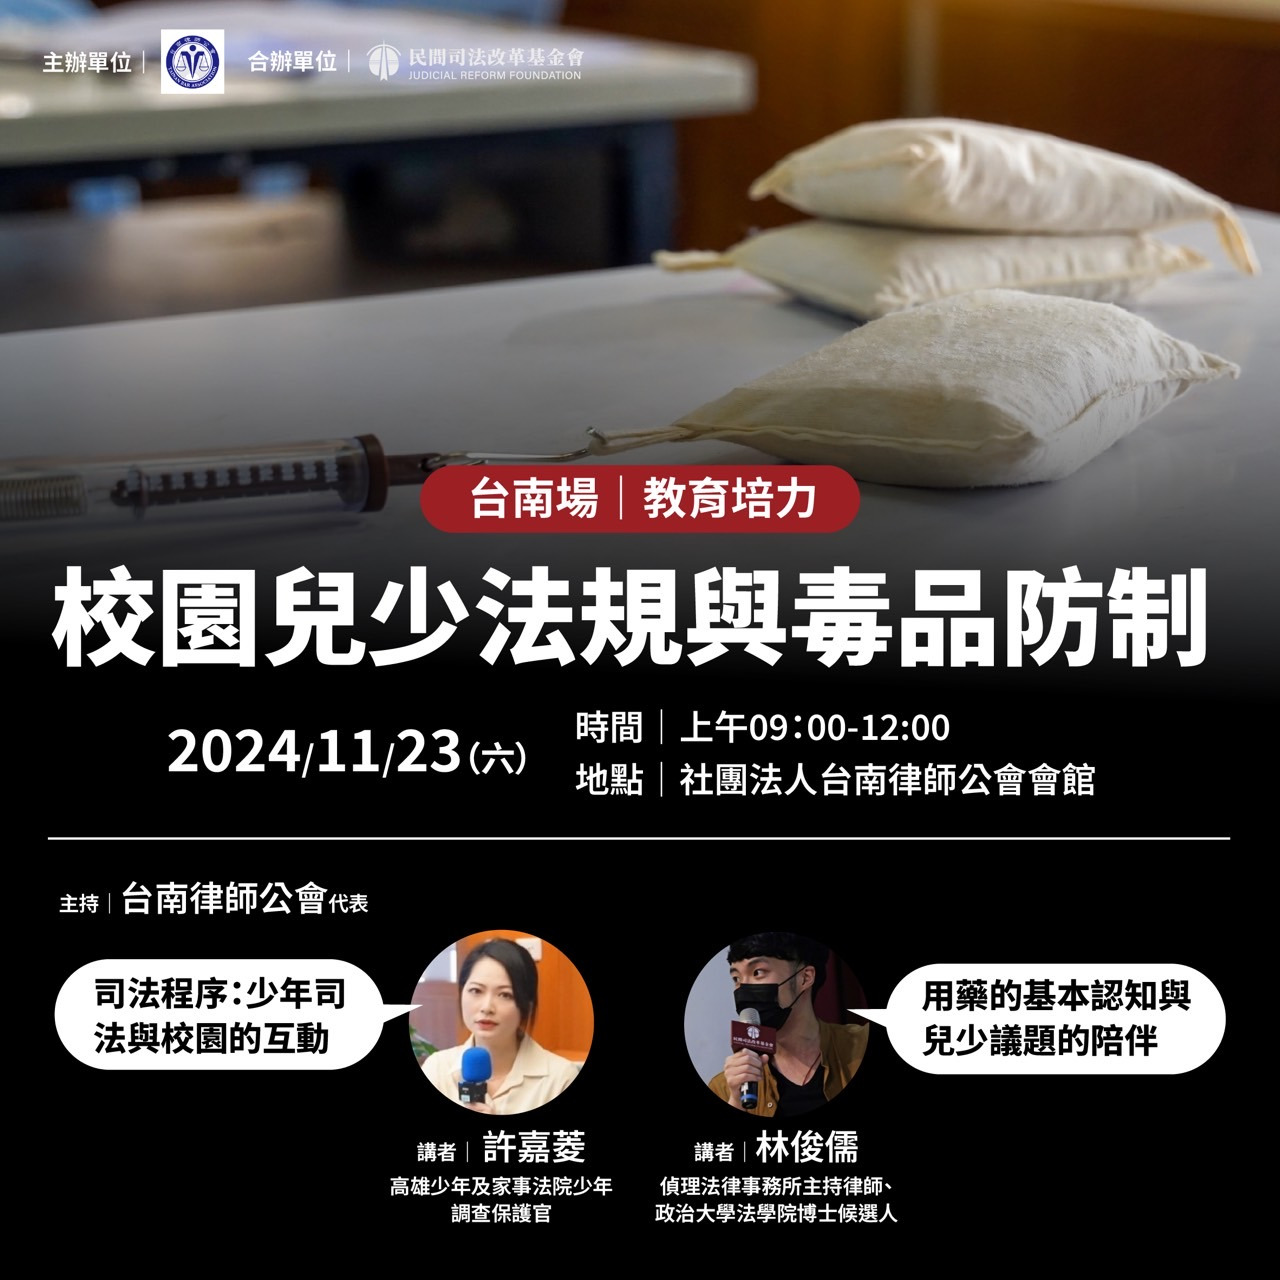 主辦單位｜
合辦單位｜
民間司法改革基金會
JUDICIAL REFORM FOUNDATION
台南場｜教育培力
校園兒少法規與毒品防制
2024/11/23(六)
時間｜上午09：00-12:00
地點｜社團法人台南律師公會會館
主持｜台南律師公會代表
司法程序：少年司
法與校園的互動
用藥的基本認知與
兒少議題的陪伴
講者｜許嘉菱
高雄少年及家事法院少年
調查保護官
講者｜林俊儒
偵理法律事務所主持律師、
政治大學法學院博士候選人